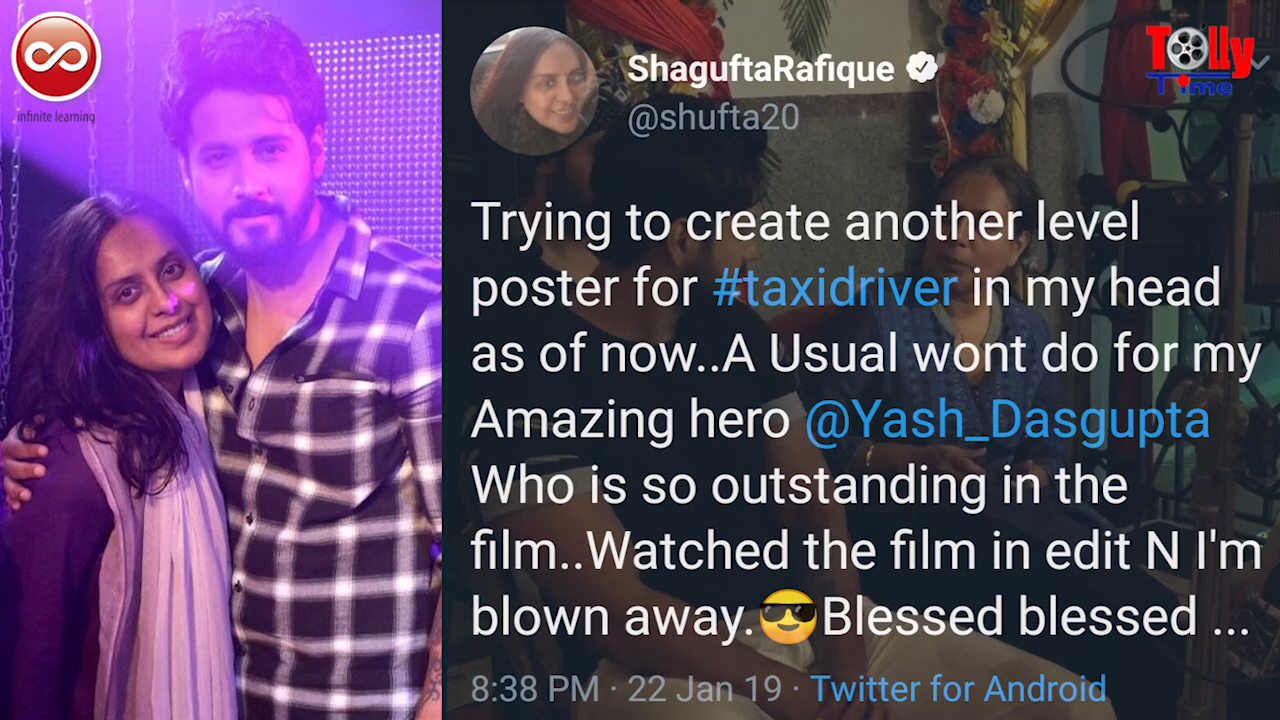 infinite learning
Tolly
Time
ShaguftaRafique
@shufta20
Trying to create another level
poster for #taxidriver in my head
as of now..A Usual wont do for my
Amazing hero @Yash_Dasgupta
Who is so outstanding in the
film..Watched the film in edit N I'm
blown away.😎Blessed blessed ...
8:38 PM · 22 Jan 19 · Twitter for Android